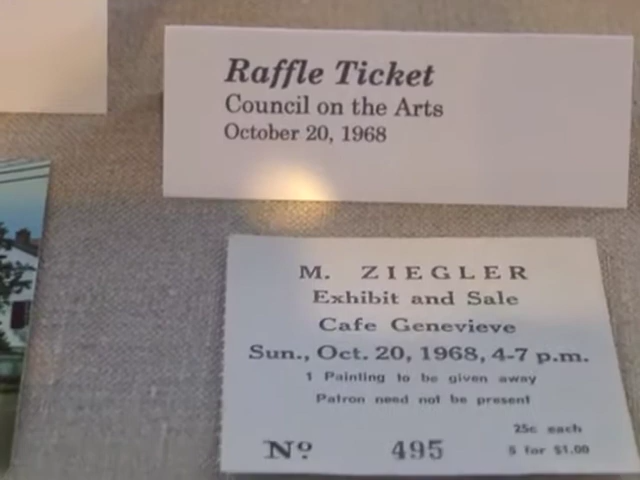 Raffle Ticket
Council on the Arts
October 20, 1968
M. ZIEGLER
Exhibit and Sale
Cafe Genevieve
Sun., Oct. 20, 1968, 4-7 p.m.
1 Painting to be given away
Patron need not be present
25c each
Nº 495 5 for $1.00